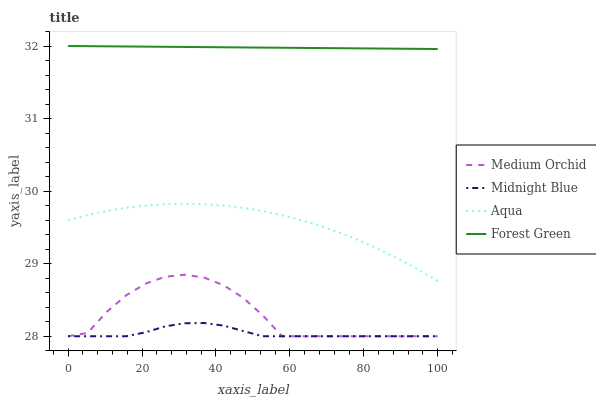 title
32
31
30
29
28
yaxis_label
0 20 40 60 80 100
xaxis_label
Medium Orchid
Midnight Blue
Aqua
Forest Green